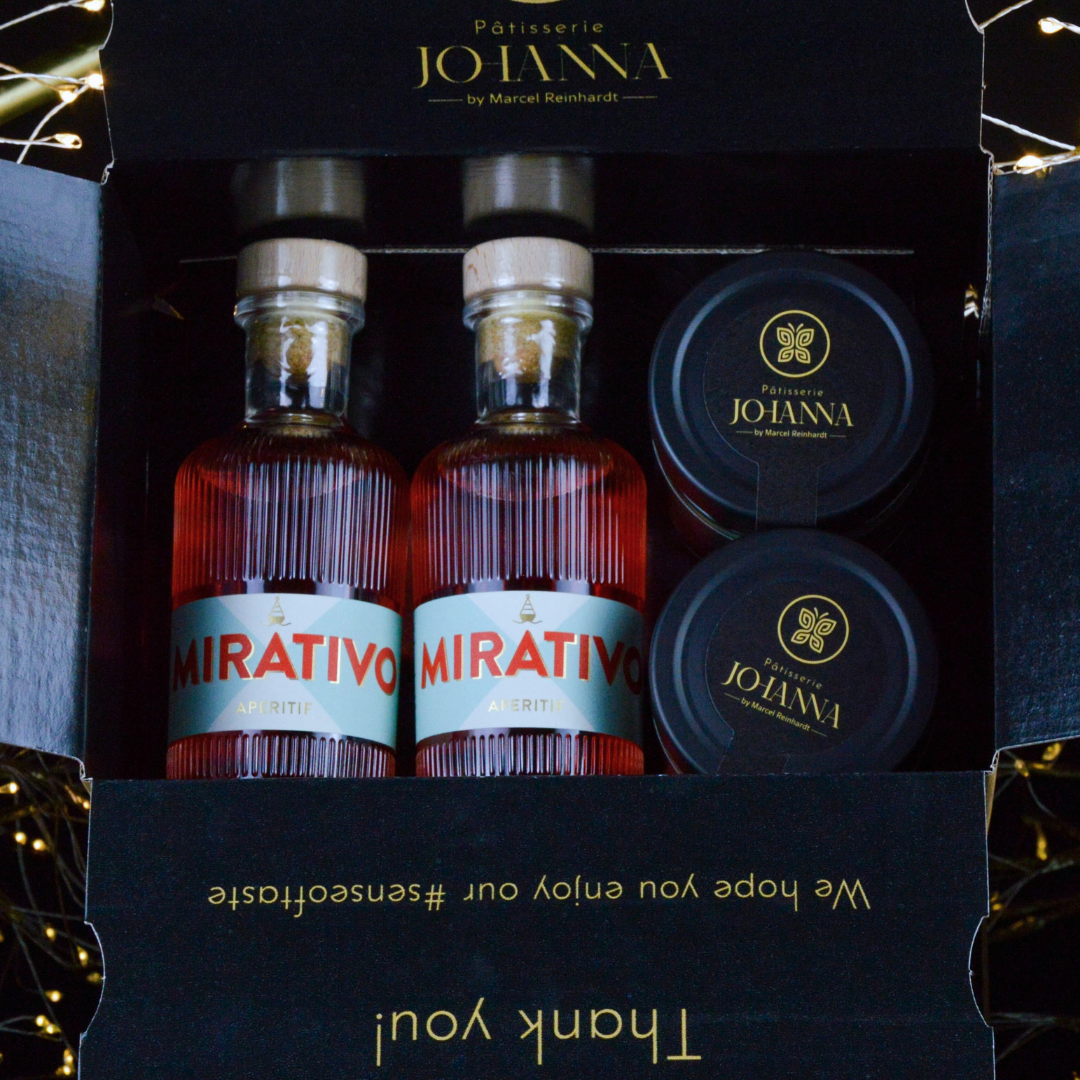 Pâtisserie
JOHANNA
by Marcel Reinhardt
MIRATIVO
APERITIF
MIRATIVO
APERITIF
Pâtisserie
JOHANNA
by Marcel Reinhardt
Pâtisserie
JOHANNA
by Marcel Reinhardt
Thank you!
We hope you enjoy our #senseoftaste